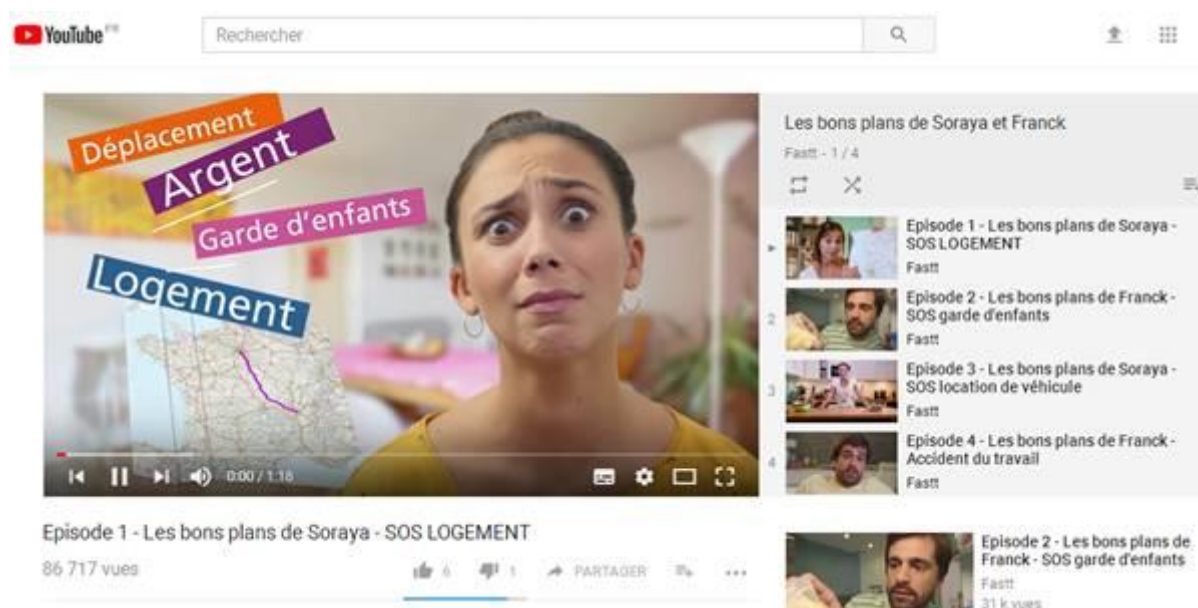 YouTube FR
Rechercher
Déplacement
Argent
Garde d'enfants
Logement
0:00 / 1:18
Episode 1 - Les bons plans de Soraya - SOS LOGEMENT
86 717 vues
6
1
PARTAGER
Les bons plans de Soraya et Franck
Fastt - 1 / 4
Episode 1 - Les bons plans de Soraya -
SOS LOGEMENT
Fastt
2
Episode 2 - Les bons plans de Franck -
SOS garde d'enfants
Fastt
3
Episode 3 - Les bons plans de Soraya -
SOS location de véhicule
Fastt
4
Episode 4 - Les bons plans de Franck -
Accident du travail
Fastt
Episode 2 - Les bons plans de
Franck - SOS garde d'enfants
Fastt
31 k vues